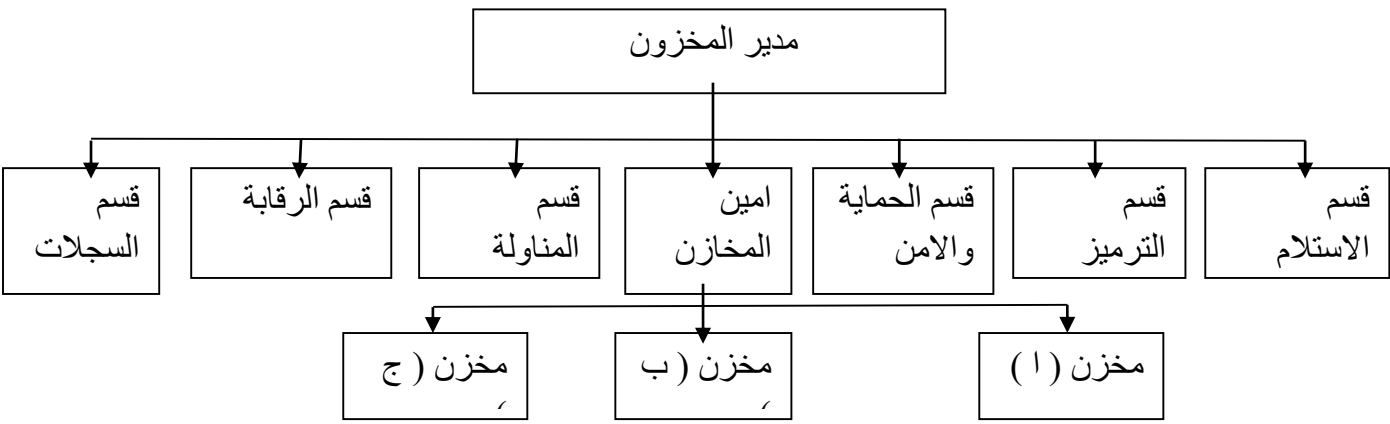 مدير المخزون
قسم
الاستلام
قسم
الترميز
قسم الحماية
والامن
امين
المخازن
قسم
المناولة
قسم الرقابة
قسم
السجلات
مخزن ( ا )
مخزن ( ب
(
مخزن ( ج
(